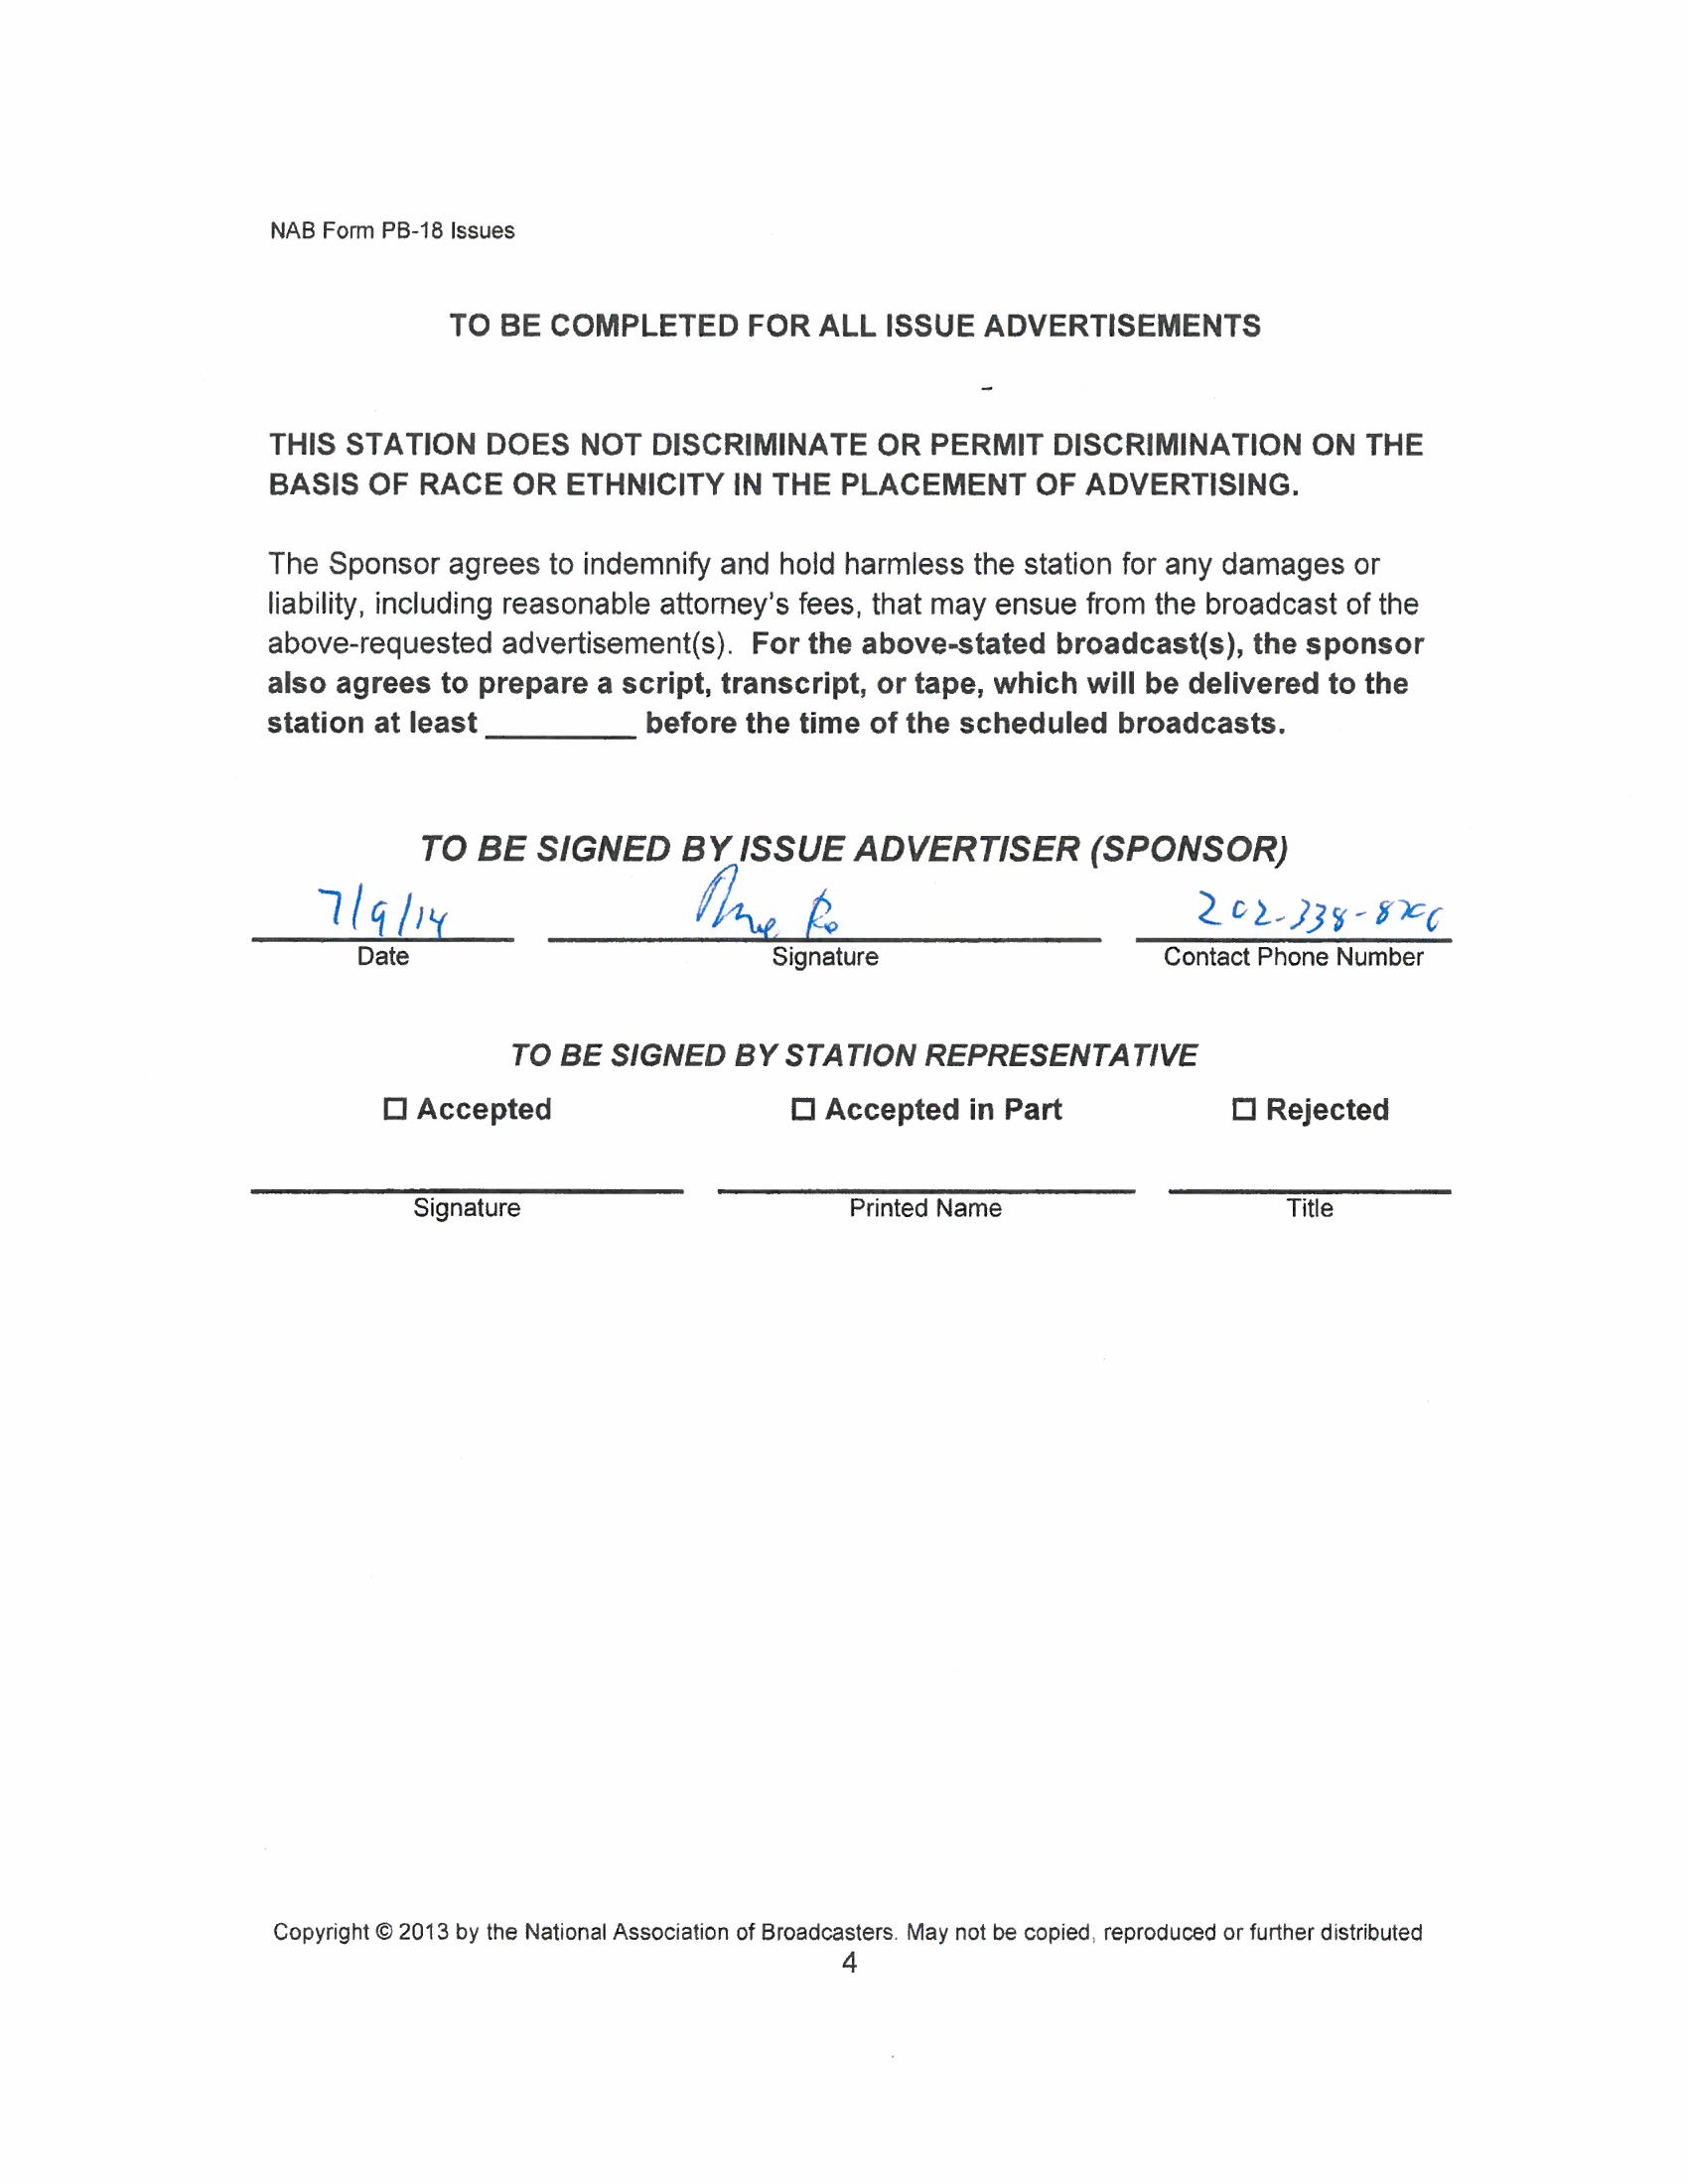 NAB Form PB-18 Issues
TO BE COMPLETED FOR ALL ISSUE ADVERTISEMENTS
THIS STATION DOES NOT DISCRIMINATE OR PERMIT DISCRIMINATION ON THE
BASIS OF RACE OR ETHNICITY IN THE PLACEMENT OF ADVERTISING.
The Sponsor agrees to indemnify and hold harmless the station for any damages or
liability, including reasonable attorney's fees, that may ensue from the broadcast of the
above-requested advertisement(s). For the above-stated broadcast(s), the sponsor
also agrees to prepare a script, transcript, or tape, which will be delivered to the
station at least __________ before the time of the scheduled broadcasts.
TO BE SIGNED BY ISSUE ADVERTISER (SPONSOR)
7/9/14
Date Signature Contact Phone Number
TO BE SIGNED BY STATION REPRESENTATIVE
☐ Accepted ☐ Accepted in Part ☐ Rejected
Signature Printed Name Title
Copyright © 2013 by the National Association of Broadcasters. May not be copied, reproduced or further distributed
4